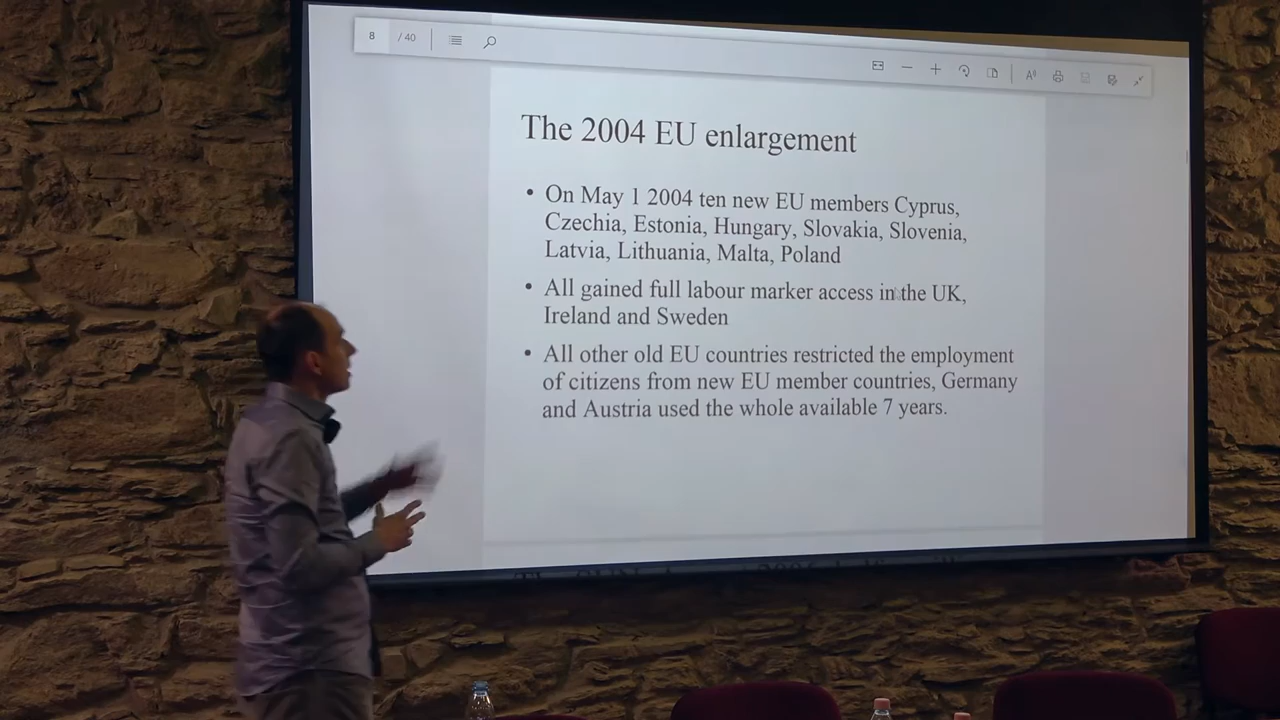 8 / 40
The 2004 EU enlargement
• On May 1 2004 ten new EU members Cyprus,
Czechia, Estonia, Hungary, Slovakia, Slovenia,
Latvia, Lithuania, Malta, Poland
• All gained full labour marker access in the UK,
Ireland and Sweden
• All other old EU countries restricted the employment
of citizens from new EU member countries, Germany
and Austria used the whole available 7 years.